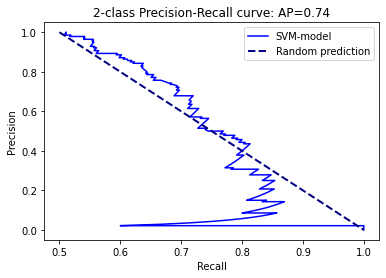 2-class Precision-Recall curve: AP=0.74
SVM-model
Random prediction
Precision
1.0
0.8
0.6
0.4
0.2
0.0
0.5 0.6 0.7 0.8 0.9 1.0
Recall